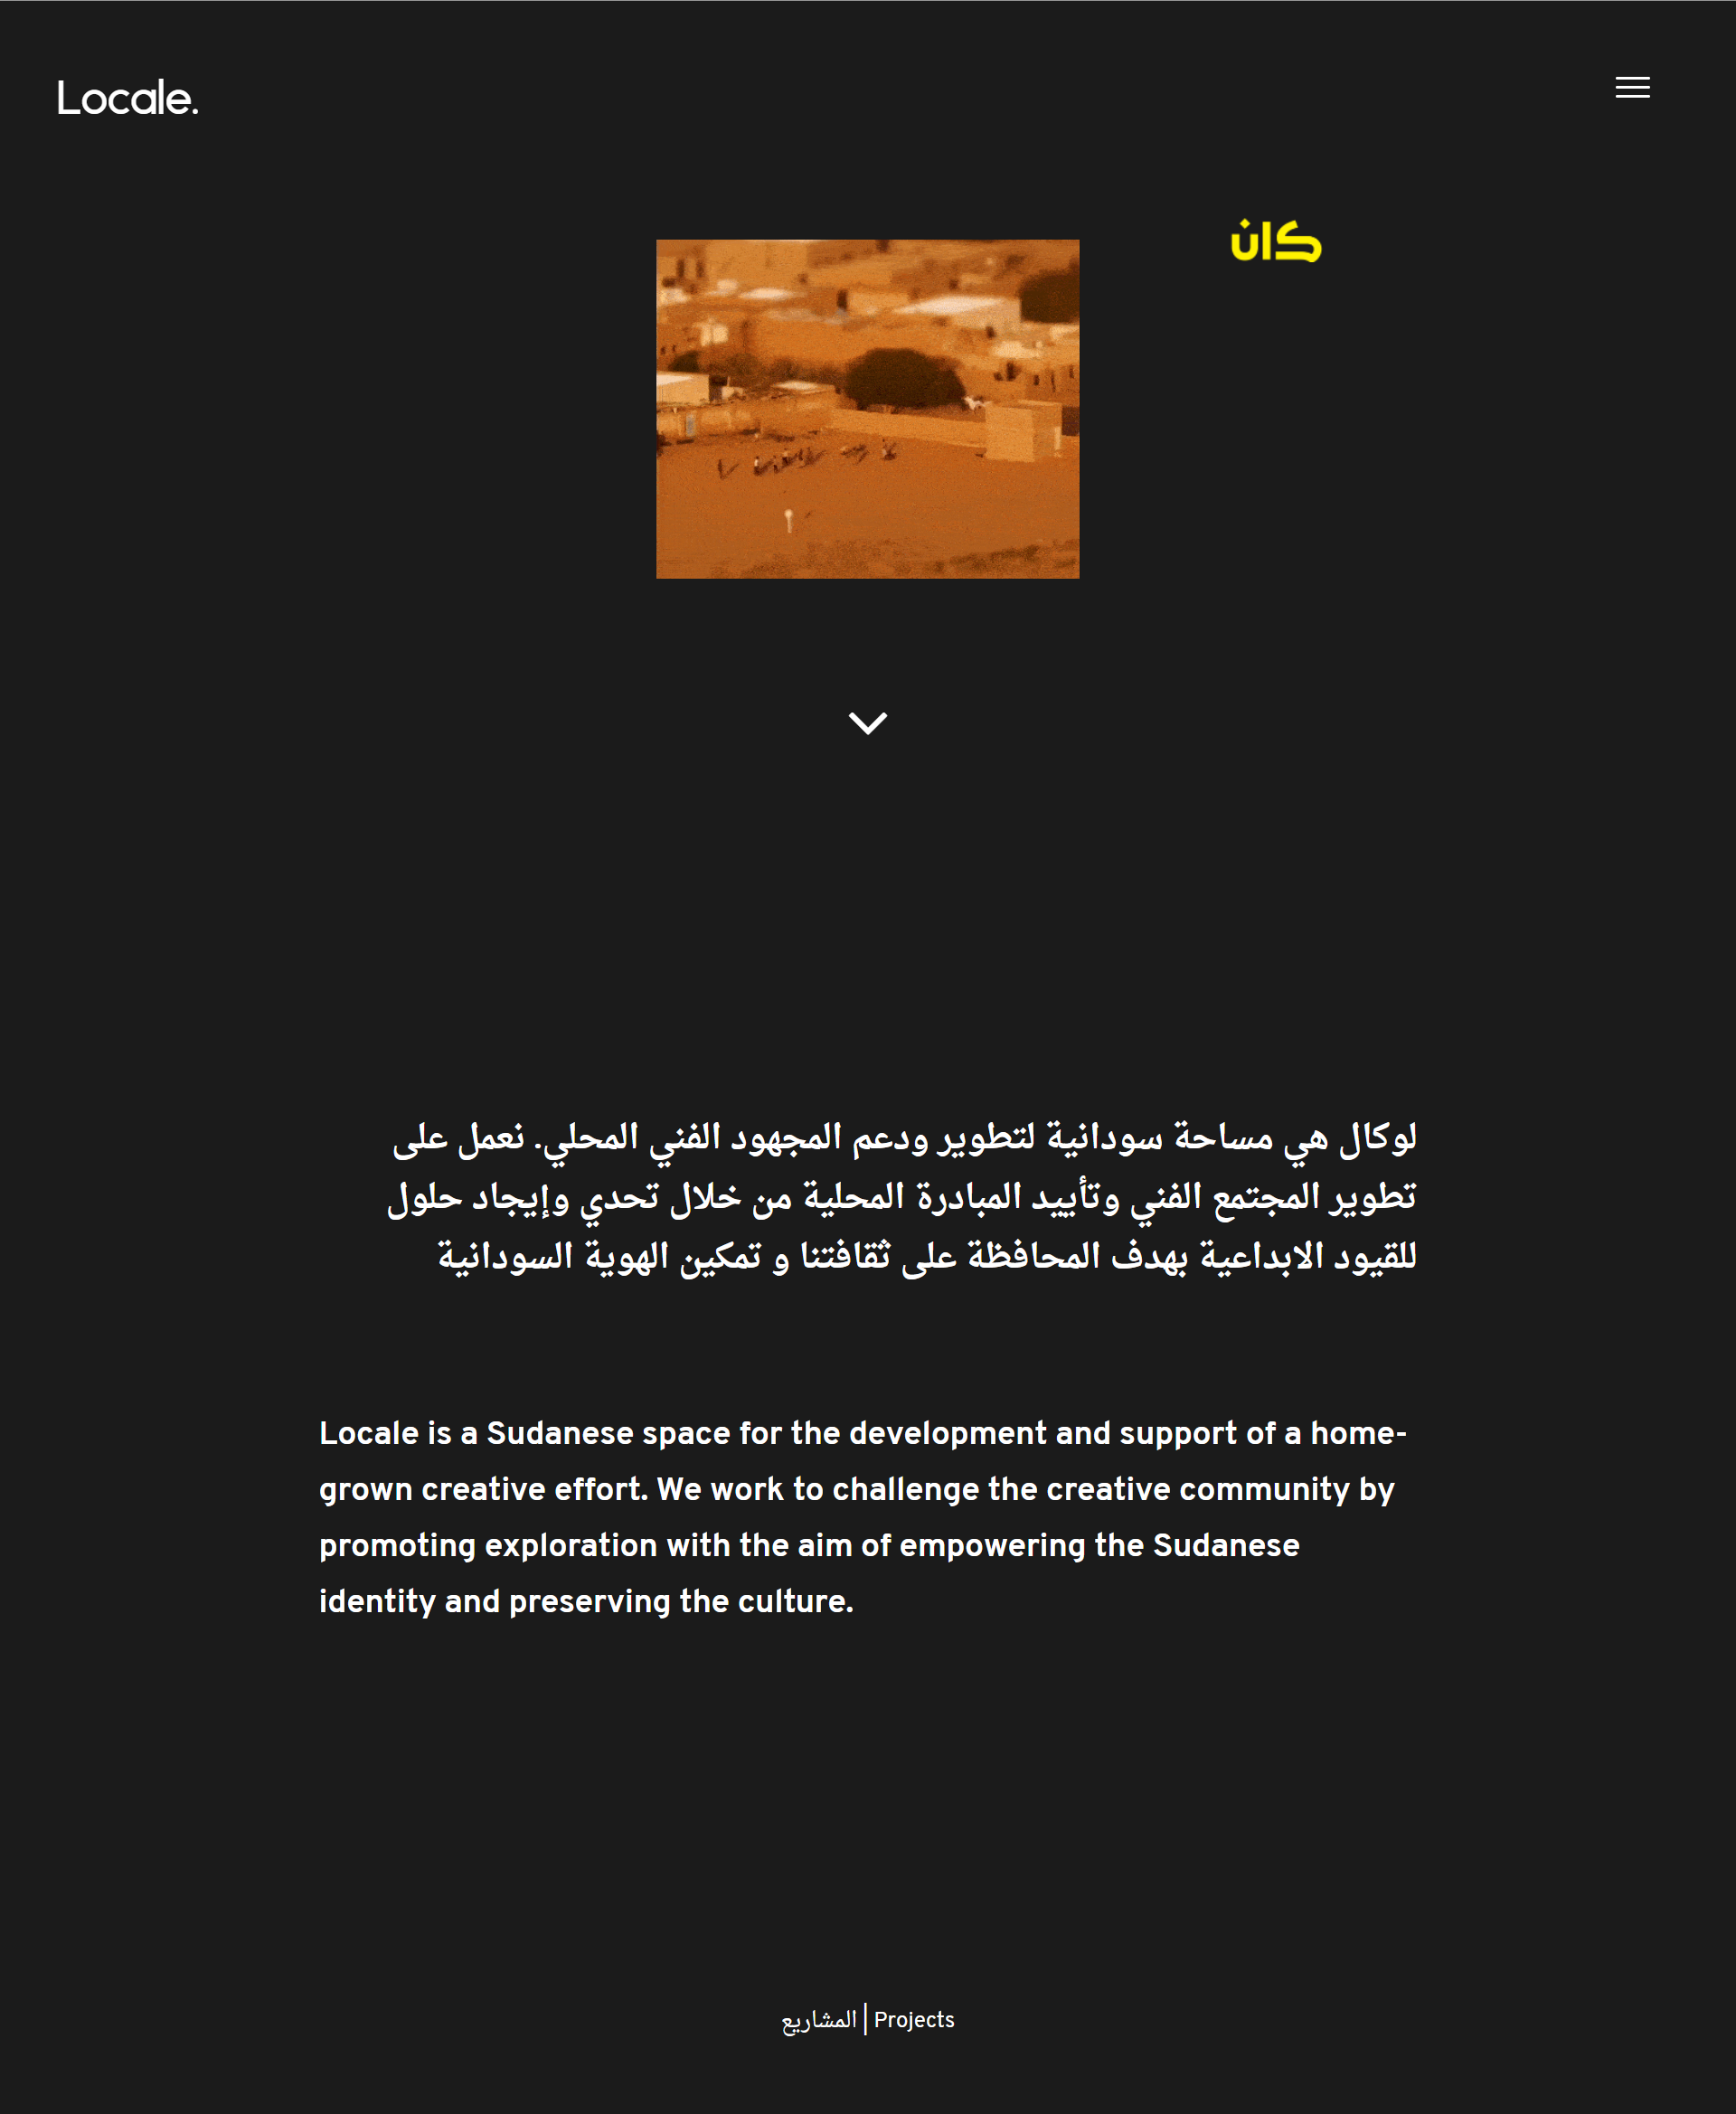 Locale.
كان
لوكال هي مساحة سودانية لتطوير ودعم المجهود الفني المحلي. نعمل على
تطوير المجتمع الفني وتأييد المبادرة المحلية من خلال تحدي وإيجاد حلول
للقيود الابداعية بهدف المحافظة على ثقافتنا و تمكين الهوية السودانية
Locale is a Sudanese space for the development and support of a home-
grown creative effort. We work to challenge the creative community by
promoting exploration with the aim of empowering the Sudanese
identity and preserving the culture.
المشاريع | Projects